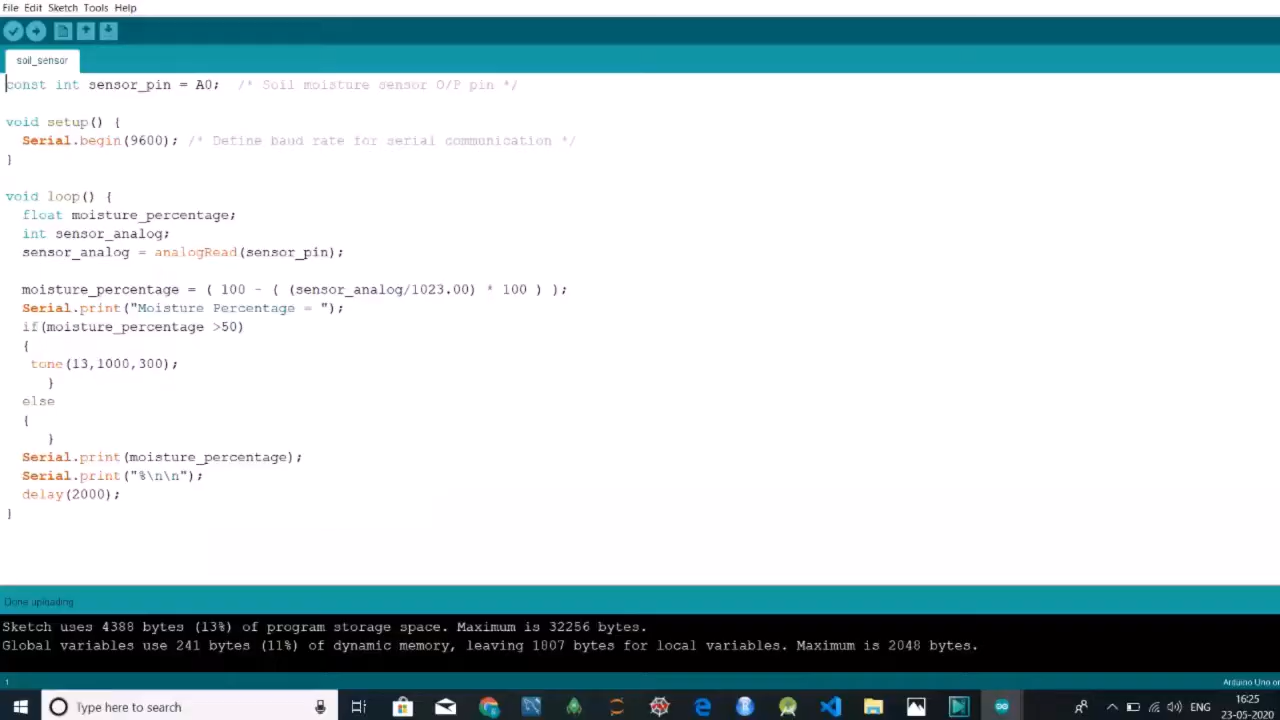 File Edit Sketch Tools Help
soil_sensor
const int sensor_pin = A0;  /* Soil moisture sensor O/P pin */
void setup() {
Serial.begin(9600); /* Define baud rate for serial communication */
}
void loop() {
float moisture_percentage;
int sensor_analog;
sensor_analog = analogRead(sensor_pin);
moisture_percentage = ( 100 - ( (sensor_analog/1023.00) * 100 ) );
Serial.print("Moisture Percentage = ");
if(moisture_percentage >50)
{
tone(13,1000,300);
}
else
{
}
Serial.print(moisture_percentage);
Serial.print("%\n\n");
delay(2000);
}
Done uploading
Sketch uses 4388 bytes (13%) of program storage space. Maximum is 32256 bytes.
Global variables use 241 bytes (11%) of dynamic memory, leaving 1807 bytes for local variables. Maximum is 2048 bytes.
1
Arduino Uno on
Type here to search
ENG
16:25
23-05-2020